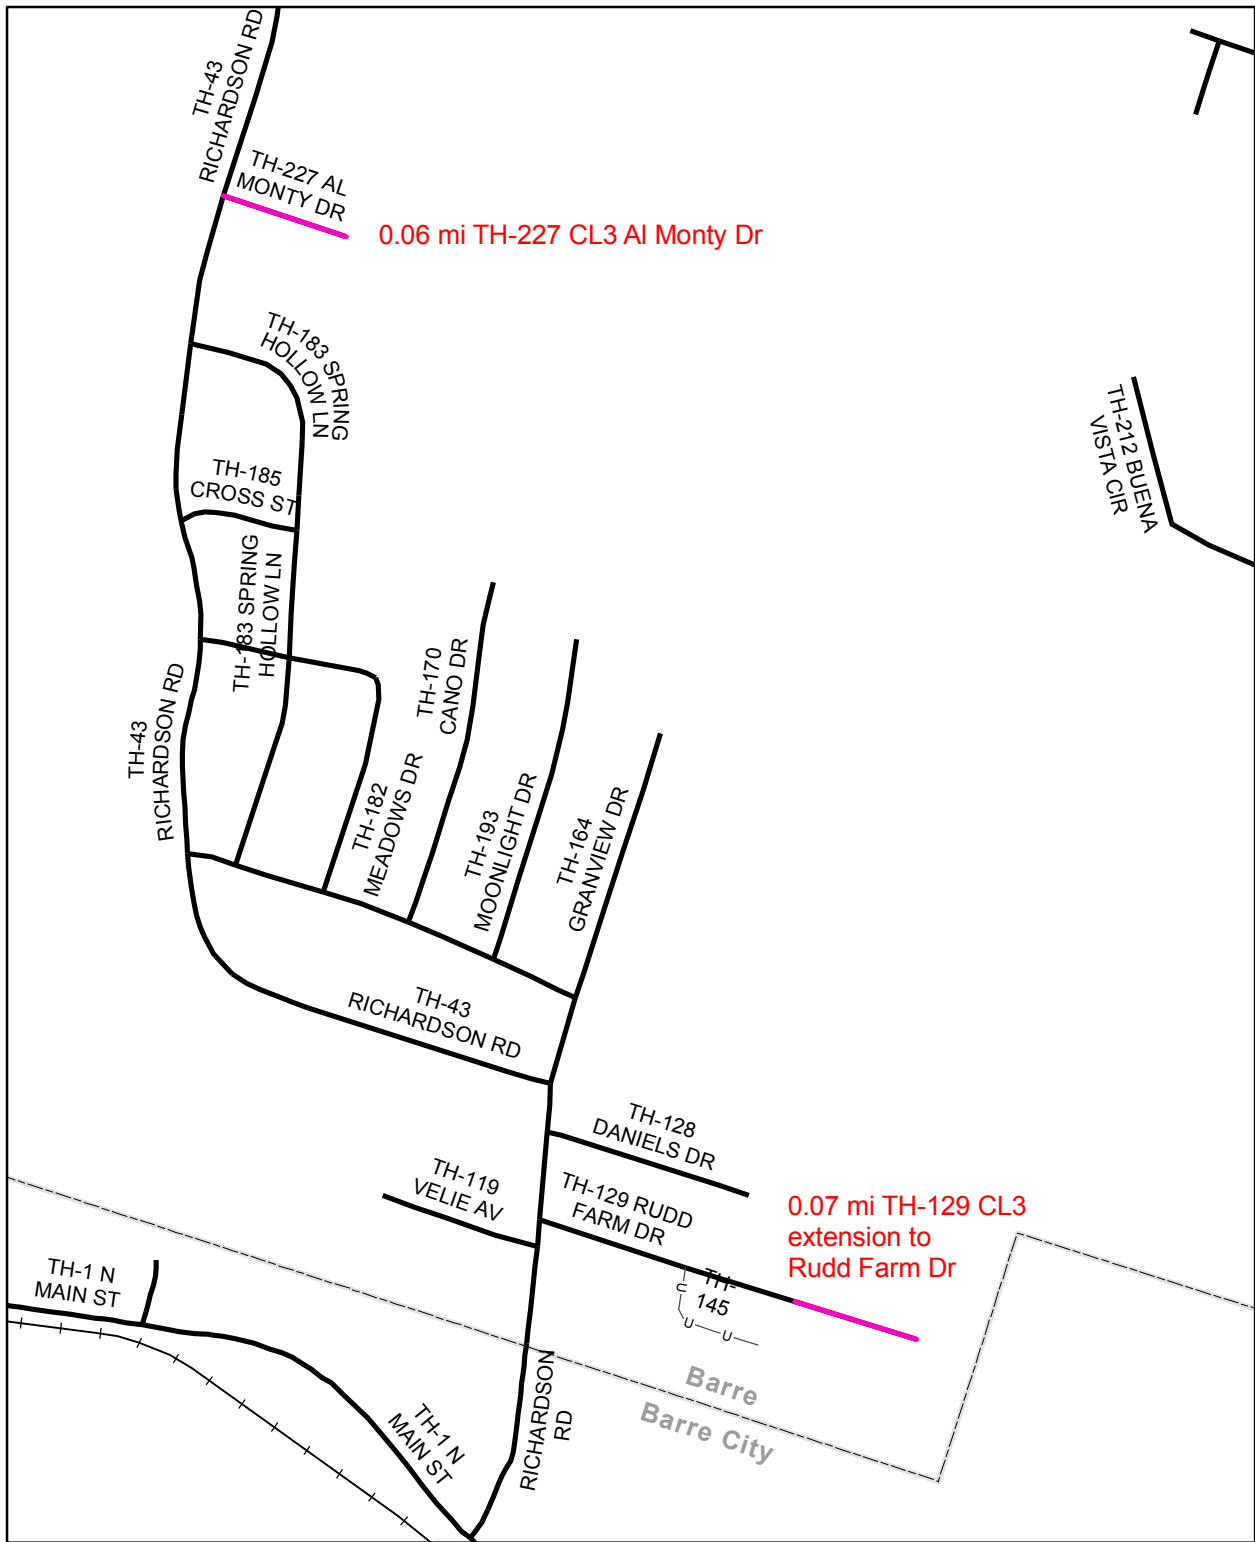 TH-43
RICHARDSON RD
TH-227 AL
MONTY DR
0.06 mi TH-227 CL3 Al Monty Dr
TH-183 SPRING
HOLLOW LN
TH-212 BUENA
VISTA CIR
TH-185
CROSS ST
TH-183 SPRING
HOLLOW LN
TH-43
RICHARDSON RD
TH-170
CANO DR
TH-182
MEADOWS DR
TH-193
MOONLIGHT DR
TH-164
GRANVIEW DR
TH-43
RICHARDSON RD
TH-128
DANIELS DR
TH-119
VELIE AV
TH-129 RUDD
FARM DR
0.07 mi TH-129 CL3
extension to
Rudd Farm Dr
TH-
145
TH-1 N
MAIN ST
Barre
Barre City
RICHARDSON
RD
TH-1 N
MAIN ST